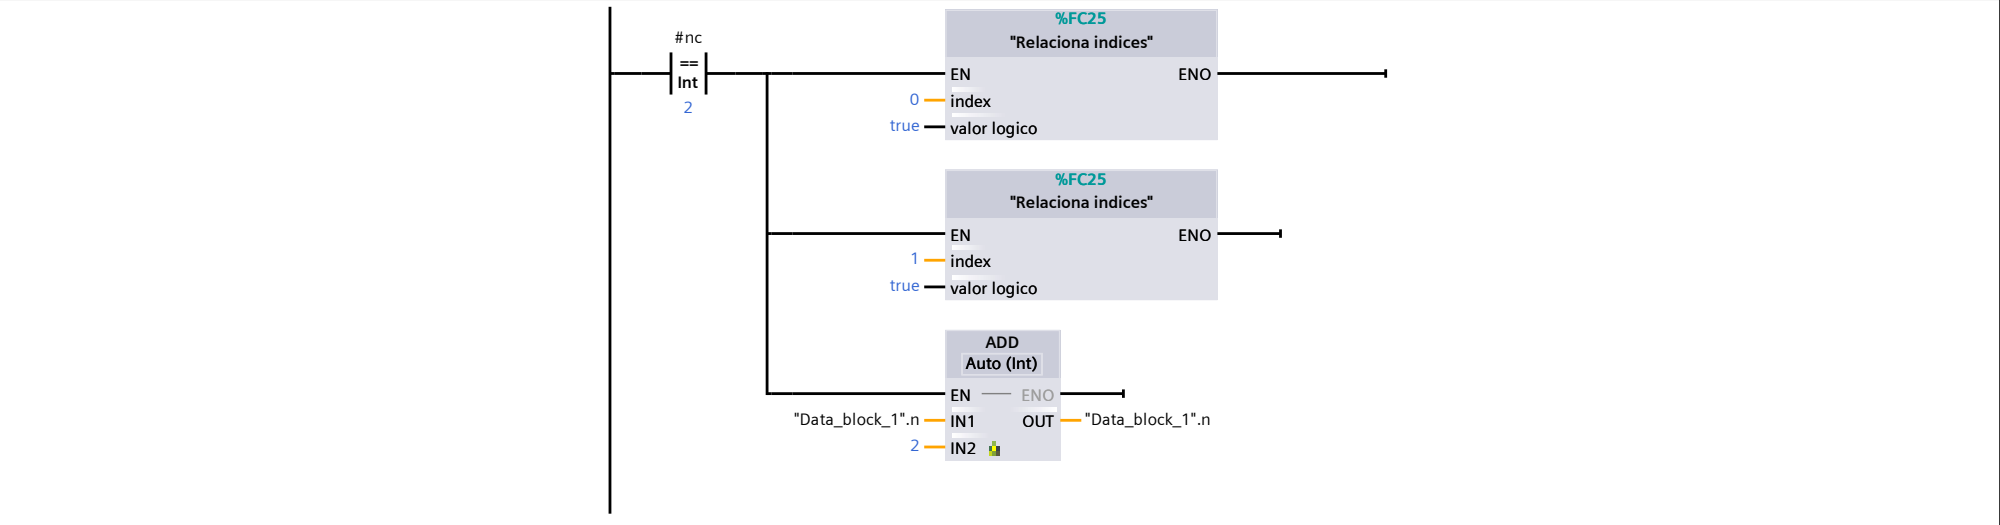 #nc
==
Int
2
%FC25
"Relaciona indices"
EN ENO
0 index
true valor logico
%FC25
"Relaciona indices"
EN ENO
1 index
true valor logico
ADD
Auto (Int)
EN ENO
"Data_block_1".n IN1 OUT "Data_block_1".n
2 IN2